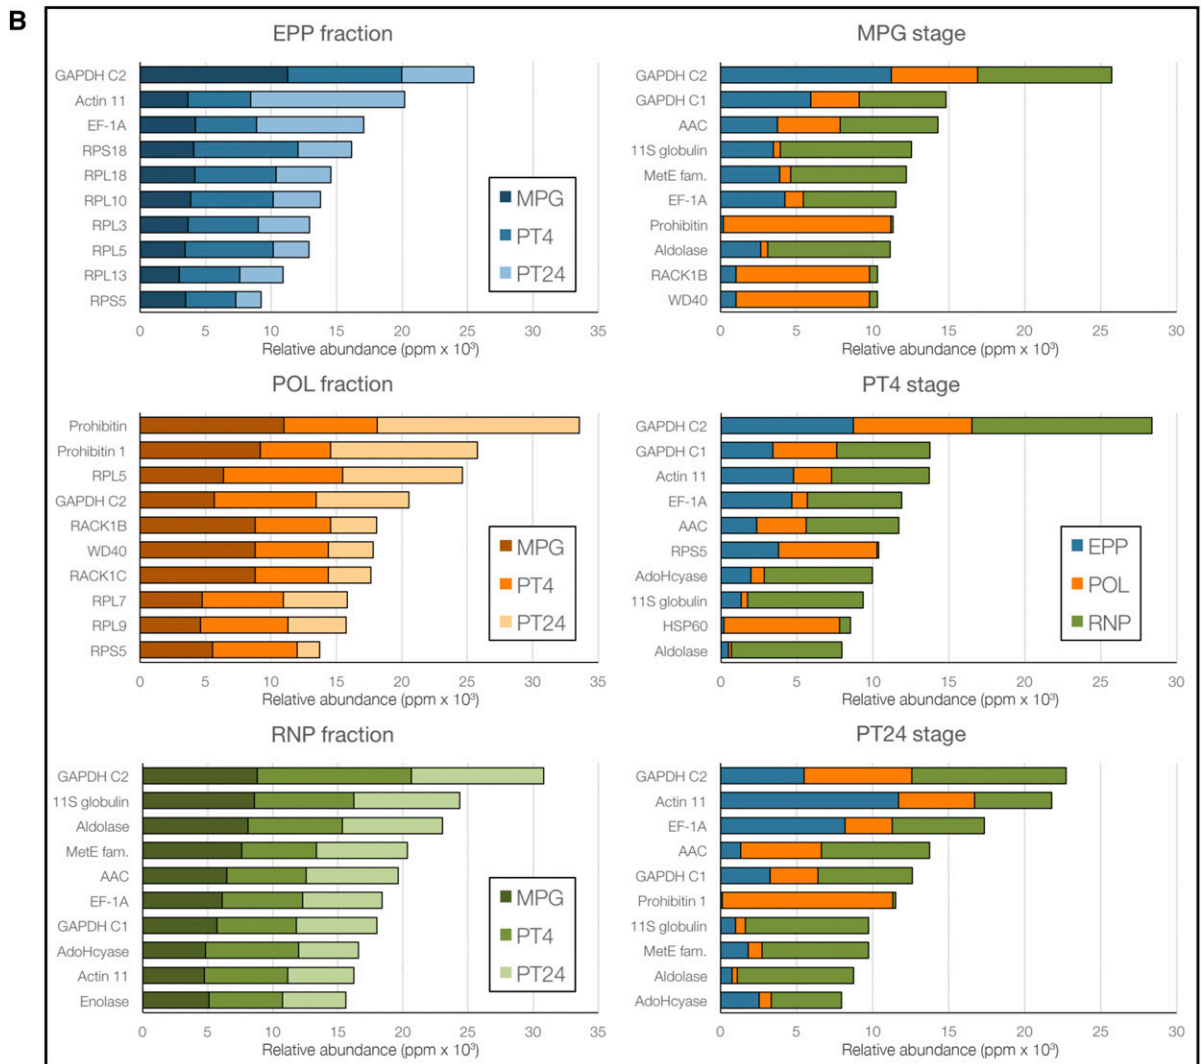 B
EPP fraction
GAPDH C2
Actin 11
EF-1A
RPS18
RPL18
RPL10
RPL3
RPL5
RPL13
RPS5
MPG
PT4
PT24
0 5 10 15 20 25 30 35
Relative abundance (ppm x 10³)
MPG stage
GAPDH C2
GAPDH C1
AAC
11S globulin
MetE fam.
EF-1A
Prohibitin
Aldolase
RACK1B
WD40
0 5 10 15 20 25 30
Relative abundance (ppm x 10³)
POL fraction
Prohibitin
Prohibitin 1
RPL5
GAPDH C2
RACK1B
WD40
RACK1C
RPL7
RPL9
RPS5
MPG
PT4
PT24
0 5 10 15 20 25 30 35
Relative abundance (ppm x 10³)
PT4 stage
GAPDH C2
GAPDH C1
Actin 11
EF-1A
AAC
RPS5
AdoHcyase
11S globulin
HSP60
Aldolase
EPP
POL
RNP
0 5 10 15 20 25 30
Relative abundance (ppm x 10³)
RNP fraction
GAPDH C2
11S globulin
Aldolase
MetE fam.
AAC
EF-1A
GAPDH C1
AdoHcyase
Actin 11
Enolase
MPG
PT4
PT24
0 5 10 15 20 25 30 35
Relative abundance (ppm x 10³)
PT24 stage
GAPDH C2
Actin 11
EF-1A
AAC
GAPDH C1
Prohibitin 1
11S globulin
MetE fam.
Aldolase
AdoHcyase
0 5 10 15 20 25 30
Relative abundance (ppm x 10³)